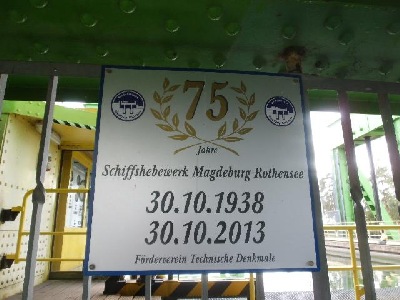 75
Jahre
Schiffshebewerk Magdeburg Rothensee
30.10.1938
30.10.2013
Förderverein Technische Denkmale